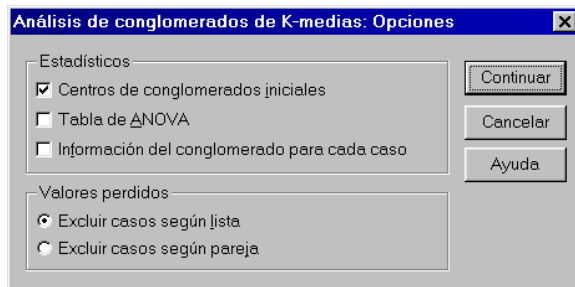 Análisis de conglomerados de K-medias: Opciones
Estadísticos
Centros de conglomerados iniciales
Tabla de ANOVA
Información del conglomerado para cada caso
Valores perdidos
Excluir casos según lista
Excluir casos según pareja
Continuar
Cancelar
Ayuda